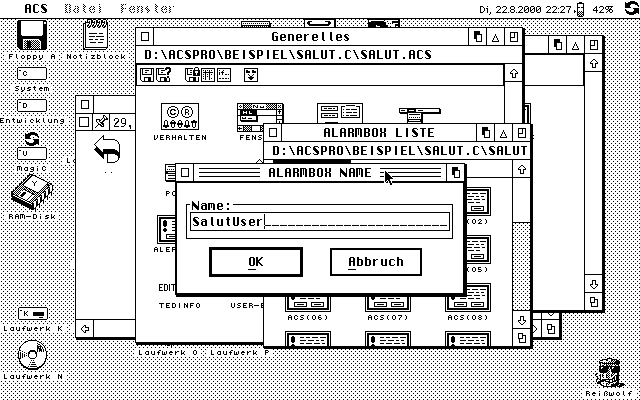 ACS Datei Fenster Di, 22.8.2000 22:27 42%
Floppy A
Notizblock
Generelles
D:\ACSPRO\BEISPIEL\SALUT.C\SALUT.ACS
C
System
D
Entwicklung
29,
VERHALTEN
FENS
ALARMBOX LISTE
D:\ACSPRO\BEISPIEL\SALUT.C\SALUT
U
Magic
..
ALARMBOX NAME
RAM-Disk
Name:
SalutUser
02)
ALER
OK
Abbruch
05)
EDIT
TEDINFO
USER-
ACS(06)
ACS(07)
ACS(08)
K
Laufwerk K
Laufwerk O
Laufwerk P
Laufwerk N
Reißwolf